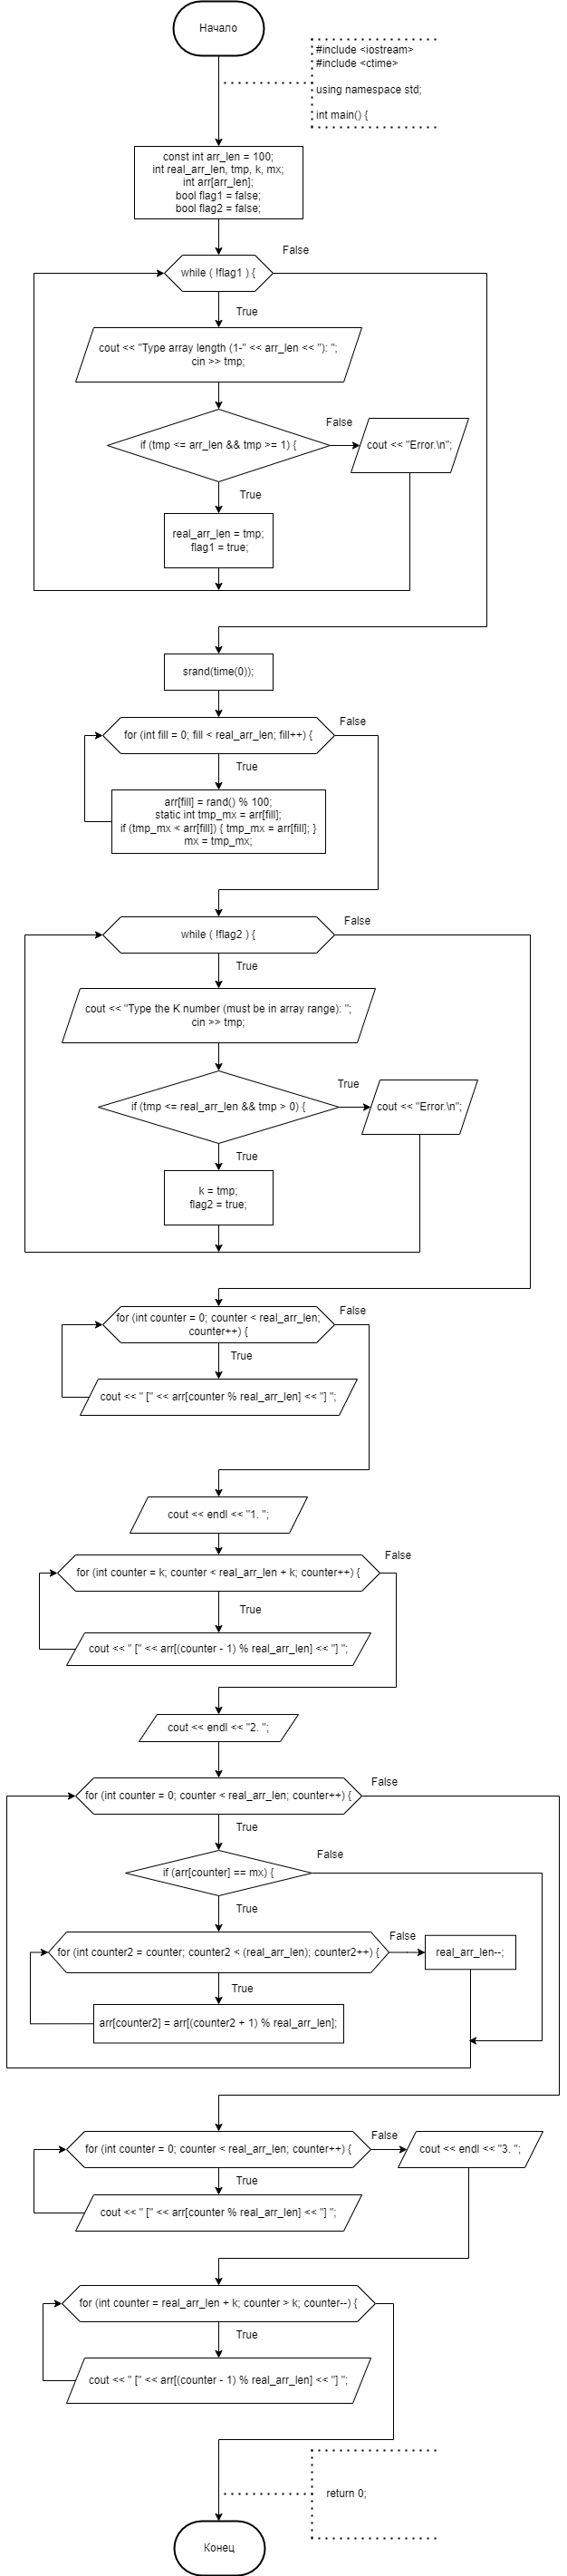 Начало
#include <iostream>
#include <ctime>
using namespace std;
int main() {
const int arr_len = 100;
int real_arr_len, tmp, k, mx;
int arr[arr_len];
bool flag1 = false;
bool flag2 = false;
False
while ( !flag1 ) {
True
cout << "Type array length (1-" << arr_len << "): ";
cin >> tmp;
False
if (tmp <= arr_len && tmp >= 1) {
cout << "Error.\n";
True
real_arr_len = tmp;
flag1 = true;
srand(time(0));
False
for (int fill = 0; fill < real_arr_len; fill++) {
True
arr[fill] = rand() % 100;
static int tmp_mx = arr[fill];
if (tmp_mx < arr[fill]) { tmp_mx = arr[fill]; }
mx = tmp_mx;
False
while ( !flag2 ) {
True
cout << "Type the K number (must be in array range): ";
cin >> tmp;
True
if (tmp <= real_arr_len && tmp > 0) {
cout << "Error.\n";
True
k = tmp;
flag2 = true;
False
for (int counter = 0; counter < real_arr_len;
counter++) {
True
cout << " [" << arr[counter % real_arr_len] << "] ";
cout << endl << "1. ";
False
for (int counter = k; counter < real_arr_len + k; counter++) {
True
cout << " [" << arr[(counter - 1) % real_arr_len] << "] ";
cout << endl << "2. ";
False
for (int counter = 0; counter < real_arr_len; counter++) {
True
False
if (arr[counter] == mx) {
True
False
for (int counter2 = counter; counter2 < (real_arr_len); counter2++) {
real_arr_len--;
True
arr[counter2] = arr[(counter2 + 1) % real_arr_len];
False
for (int counter = 0; counter < real_arr_len; counter++) {
cout << endl << "3. ";
True
cout << " [" << arr[counter % real_arr_len] << "] ";
for (int counter = real_arr_len + k; counter > k; counter--) {
True
cout << " [" << arr[(counter - 1) % real_arr_len] << "] ";
return 0;
Конец